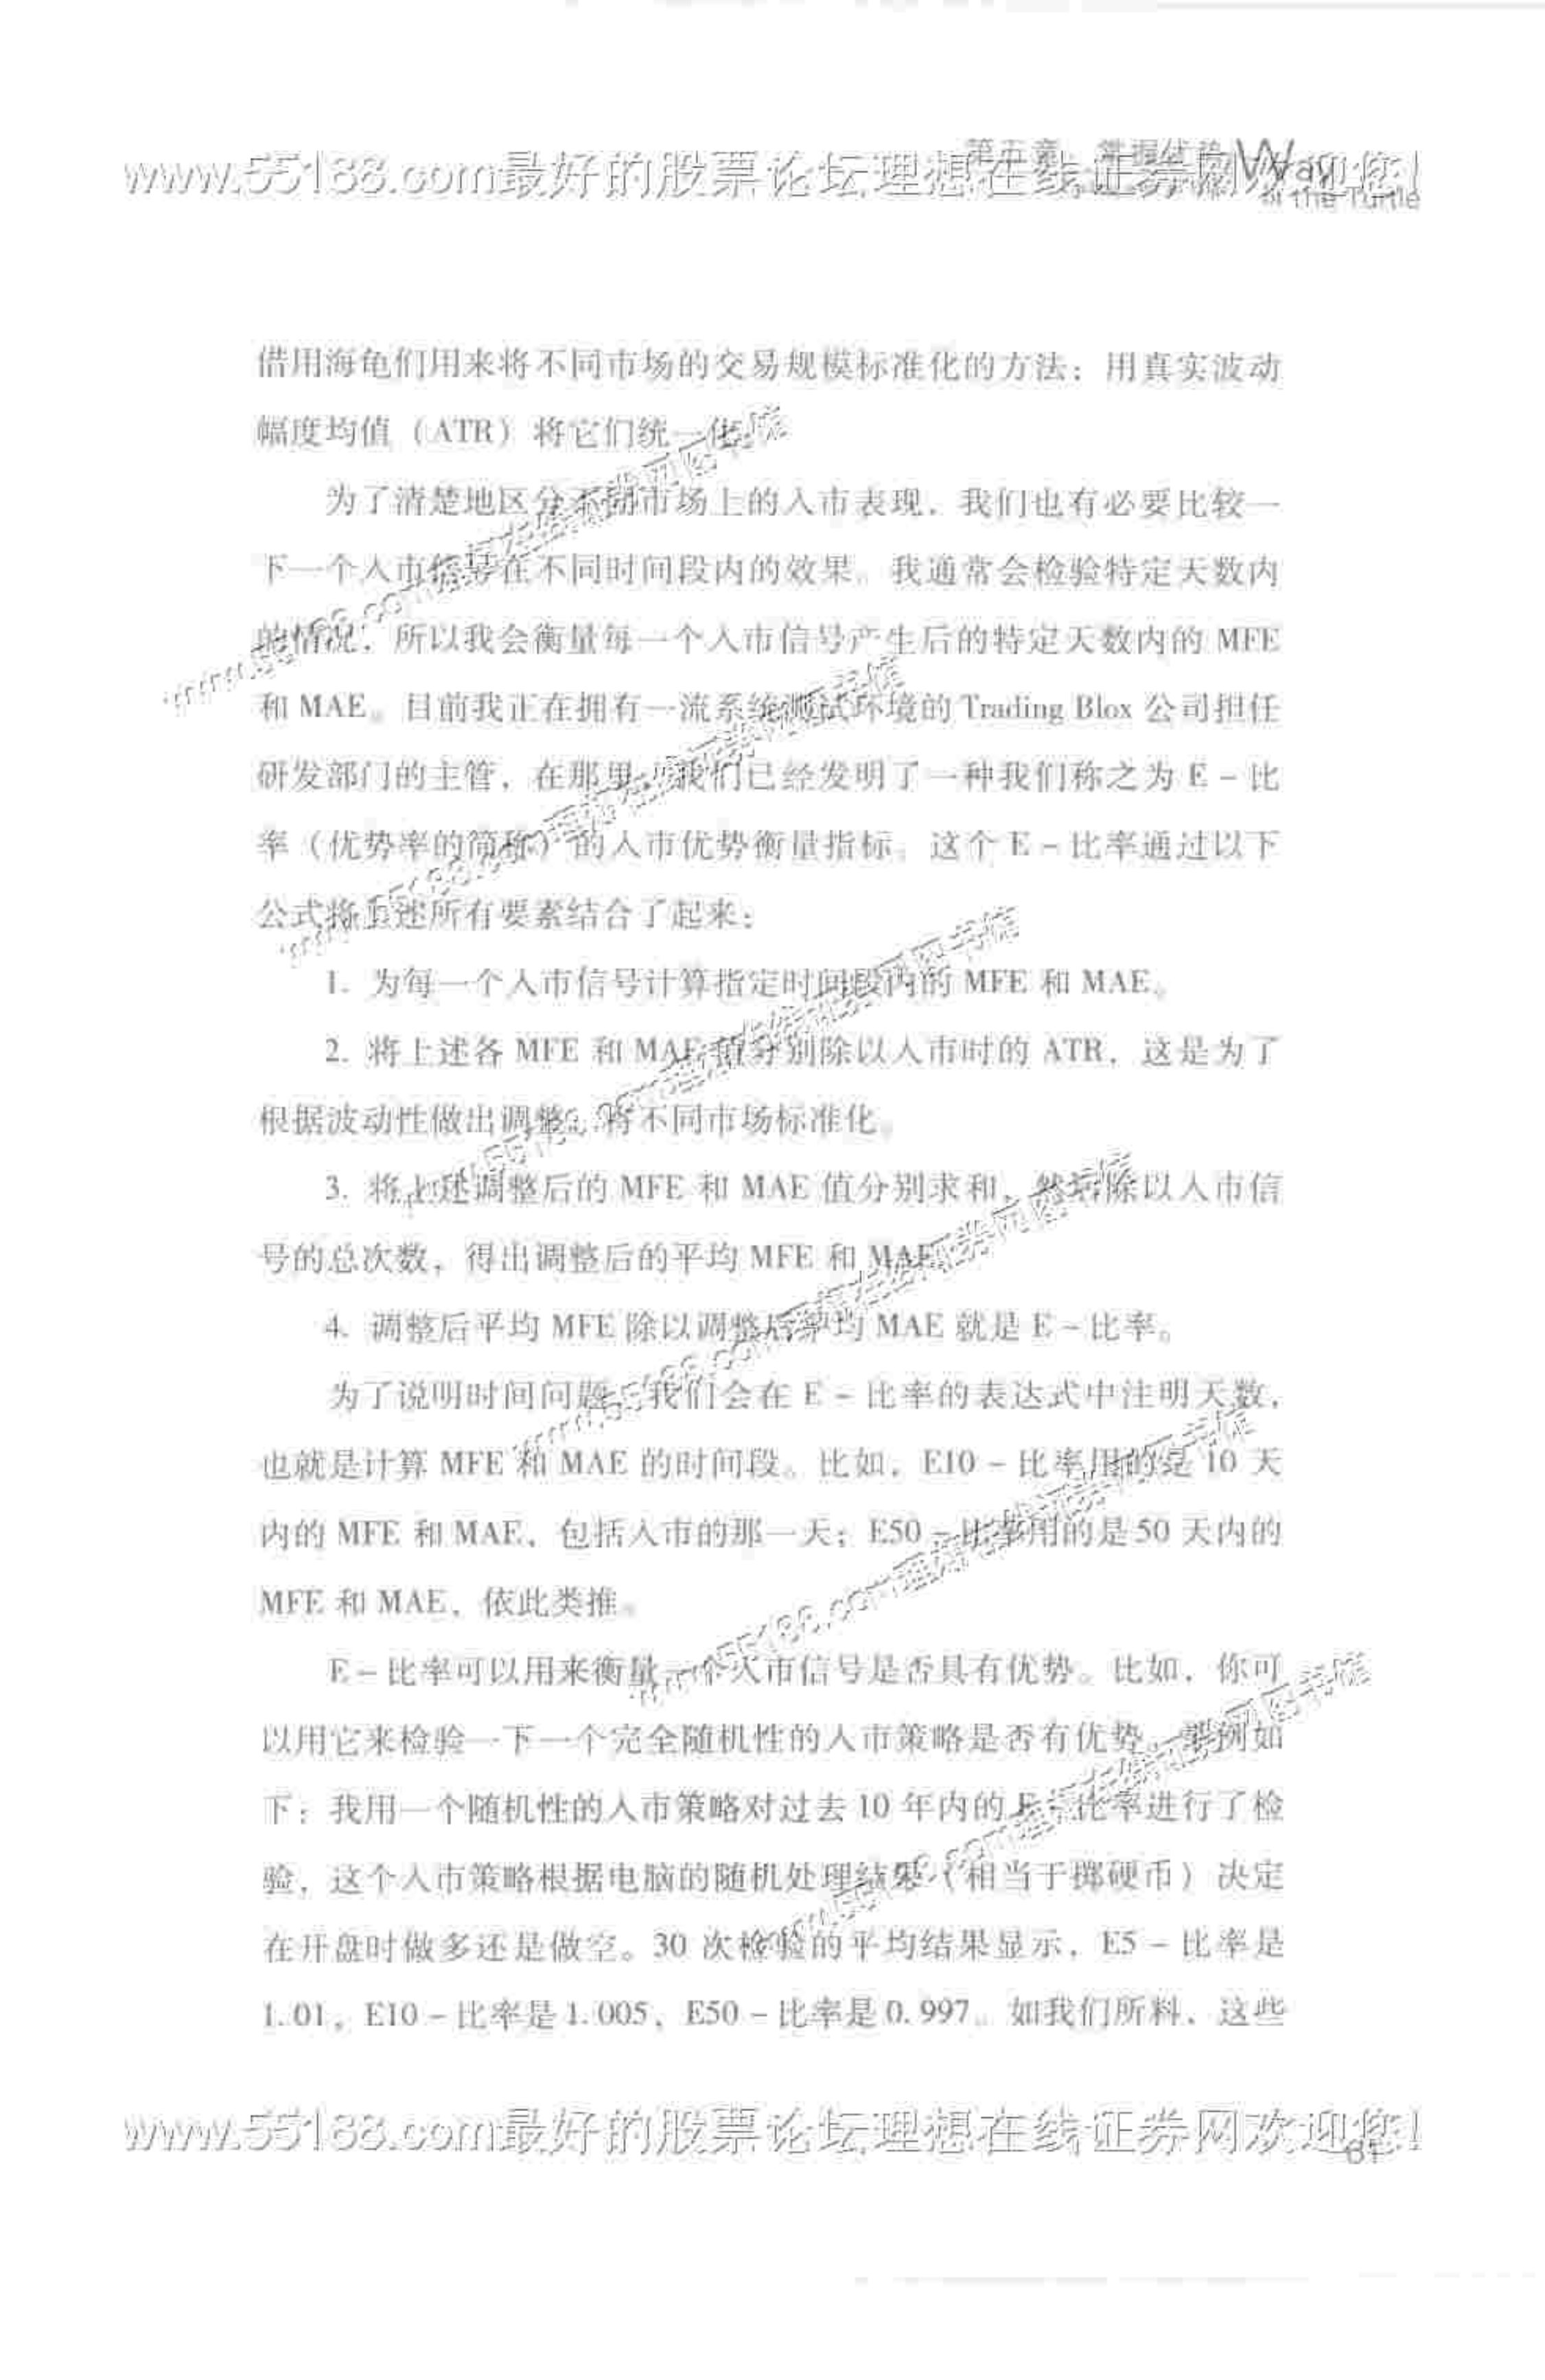 第五章 掌握优势
Way
of the Turtle
www.55188.com最好的股票论坛理想在线证券网欢迎您!
借用海龟们用来将不同市场的交易规模标准化的方法：用真实波动
幅度均值（ATR）将它们统一化。
为了清楚地区分不同市场上的入市表现，我们也有必要比较一
下一个入市信号在不同时间段内的效果。我通常会检验特定天数内
的情况，所以我会衡量每一个入市信号产生后的特定天数内的 MFE
和 MAE。目前我正在拥有一流系统测试环境的 Trading Blox 公司担任
研发部门的主管，在那里，我们已经发明了一种我们称之为 E－比
率（优势率的简称）的入市优势衡量指标。这个 E－比率通过以下
公式将上述所有要素结合了起来：
1. 为每一个入市信号计算指定时间段内的 MFE 和 MAE。
2. 将上述各 MFE 和 MAE 值分别除以入市时的 ATR，这是为了
根据波动性做出调整，将不同市场标准化。
3. 将上述调整后的 MFE 和 MAE 值分别求和，然后除以入市信
号的总次数，得出调整后的平均 MFE 和 MAE。
4. 调整后平均 MFE 除以调整后平均 MAE 就是 E－比率。
为了说明时间问题，我们会在 E－比率的表达式中注明天数，
也就是计算 MFE 和 MAE 的时间段。比如，E10－比率用的是 10 天
内的 MFE 和 MAE，包括入市的那一天；E50－比率用的是 50 天内的
MFE 和 MAE，依此类推。
E－比率可以用来衡量一个入市信号是否具有优势。比如，你可
以用它来检验一下一个完全随机性的入市策略是否有优势。举例如
下：我用一个随机性的入市策略对过去 10 年内的 E－比率进行了检
验，这个入市策略根据电脑的随机处理结果（相当于掷硬币）决定
在开盘时做多还是做空。30 次检验的平均结果显示，E5－比率是
1.01，E10－比率是 1.005，E50－比率是 0.997。如我们所料，这些
www.55188.com最好的股票论坛理想在线证券网欢迎您!
61